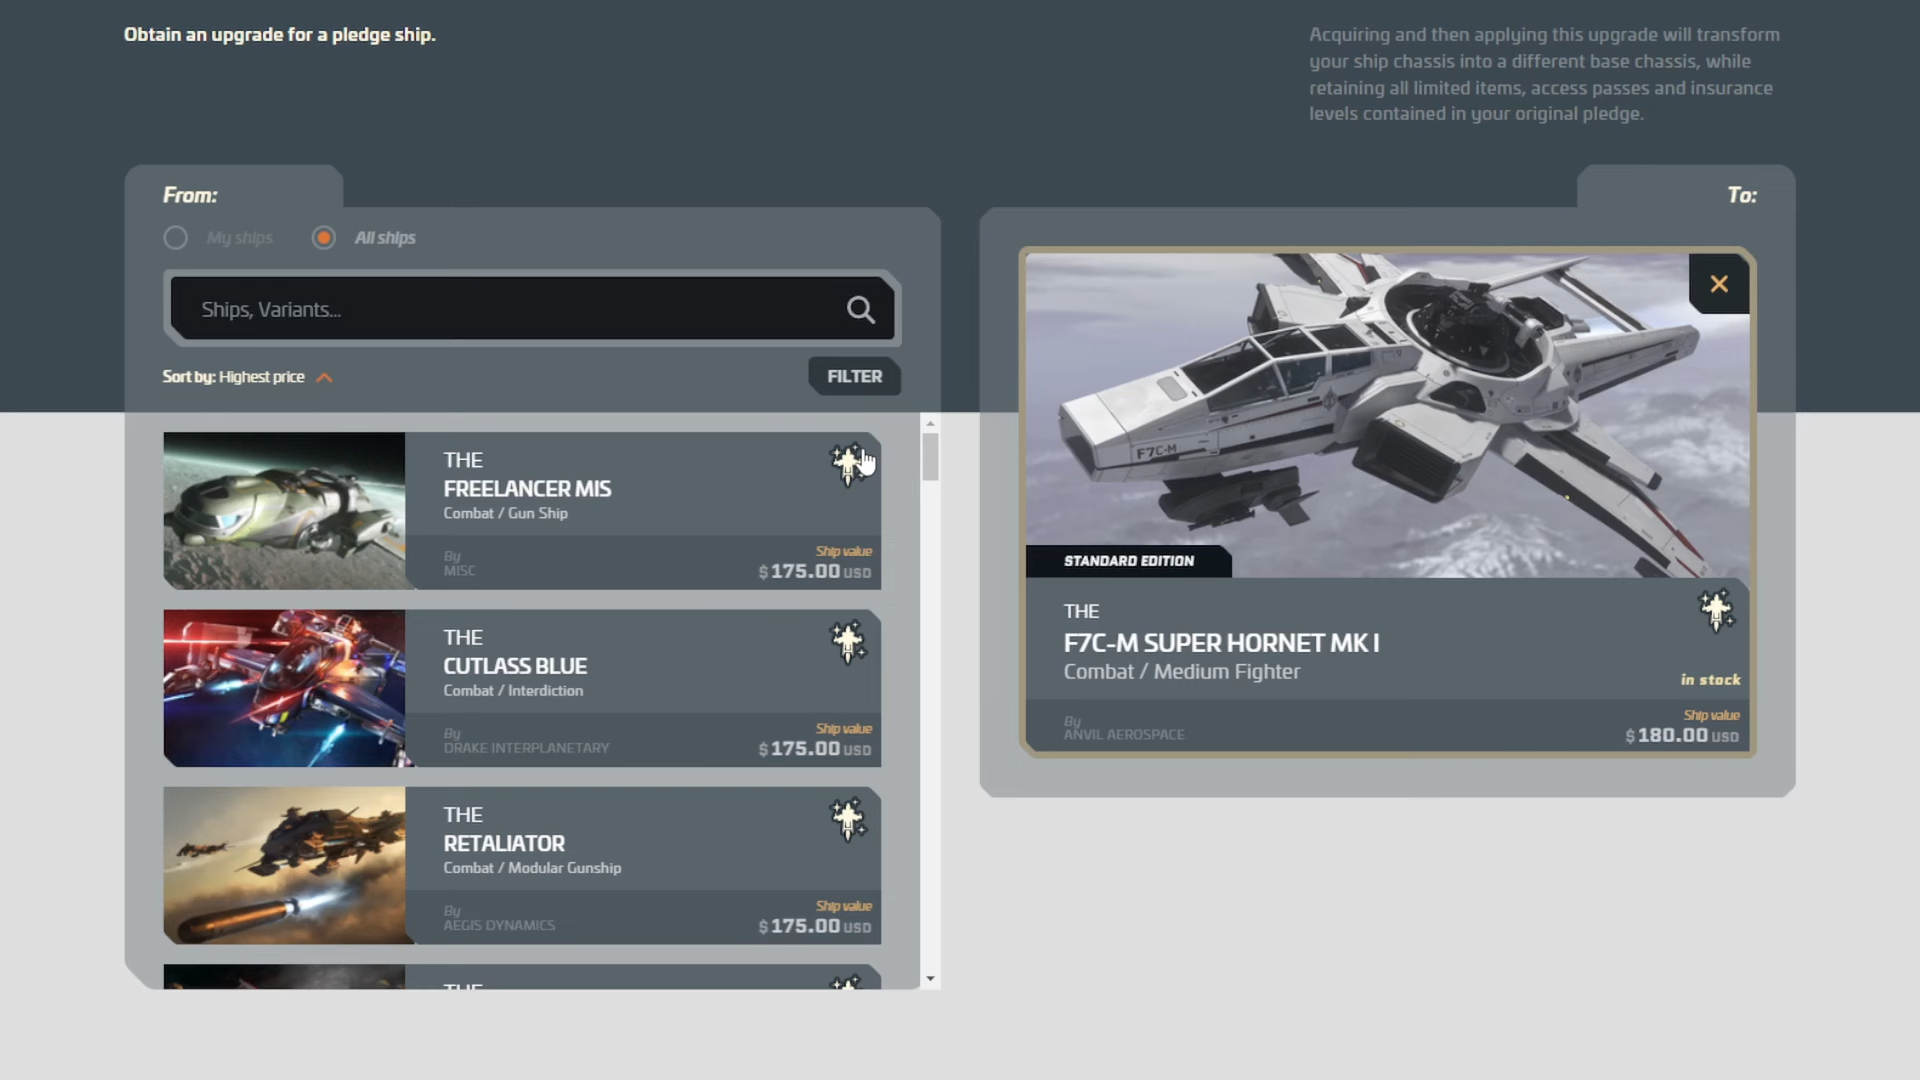 Obtain an upgrade for a pledge ship.
Acquiring and then applying this upgrade will transform
your ship chassis into a different base chassis, while
retaining all limited items, access passes and insurance
levels contained in your original pledge.
From:
My ships
All ships
Ships, Variants...
Sort by: Highest price
FILTER
THE
FREELANCER MIS
Combat / Gun Ship
By
MISC
Ship value
$ 175.00 USD
THE
CUTLASS BLUE
Combat / Interdiction
By
DRAKE INTERPLANETARY
Ship value
$ 175.00 USD
THE
RETALIATOR
Combat / Modular Gunship
By
AEGIS DYNAMICS
Ship value
$ 175.00 USD
THE
To:
F7C-M
STANDARD EDITION
THE
F7C-M SUPER HORNET MK I
Combat / Medium Fighter
in stock
By
ANVIL AEROSPACE
Ship value
$ 180.00 USD